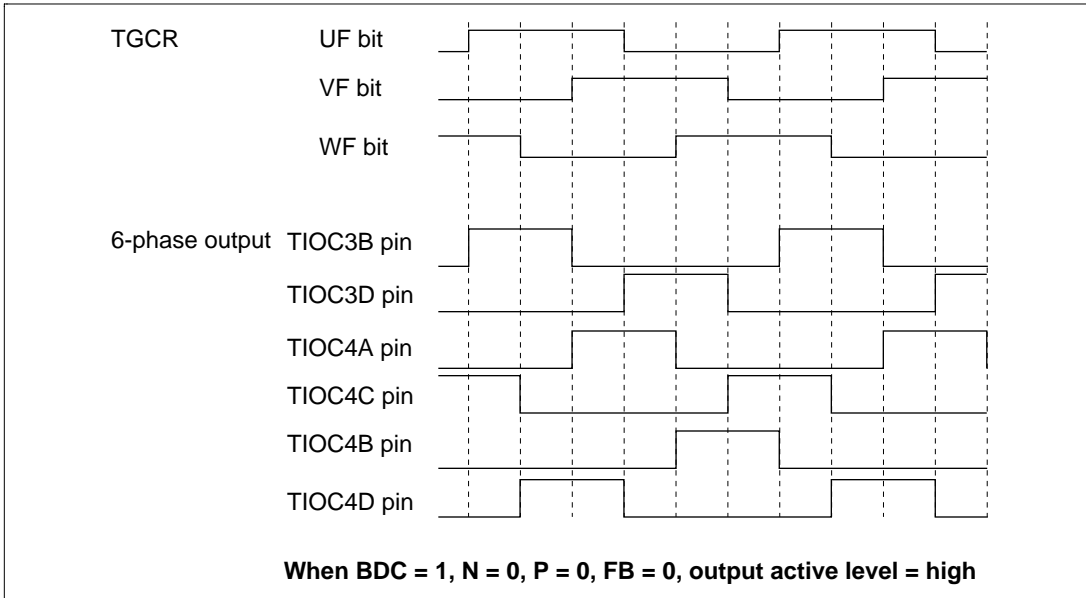 TGCR UF bit
VF bit
WF bit
6-phase output TIOC3B pin
TIOC3D pin
TIOC4A pin
TIOC4C pin
TIOC4B pin
TIOC4D pin
When BDC = 1, N = 0, P = 0, FB = 0, output active level = high